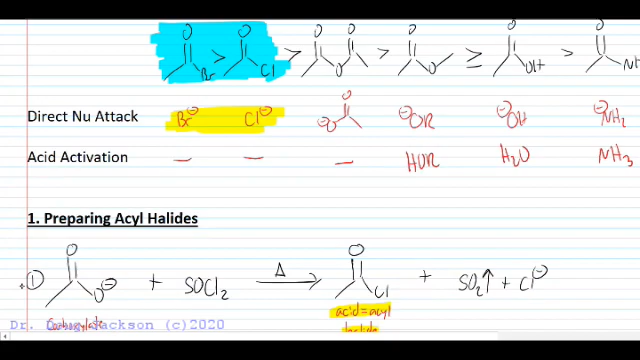 O O O O O O O
Br > Cl > O > O ≥ OH > NH
Direct Nu Attack Br⊖ Cl⊖ ⊖O O ⊖OR ⊖OH ⊖NH₂
Acid Activation — — — HOR H₂O NH₃
1. Preparing Acyl Halides
① O O⊖ + SOCl₂ Δ O Cl + SO₂↑ + Cl⊖
Carboxylate acid = acyl
Dr. Jackson (c)2020